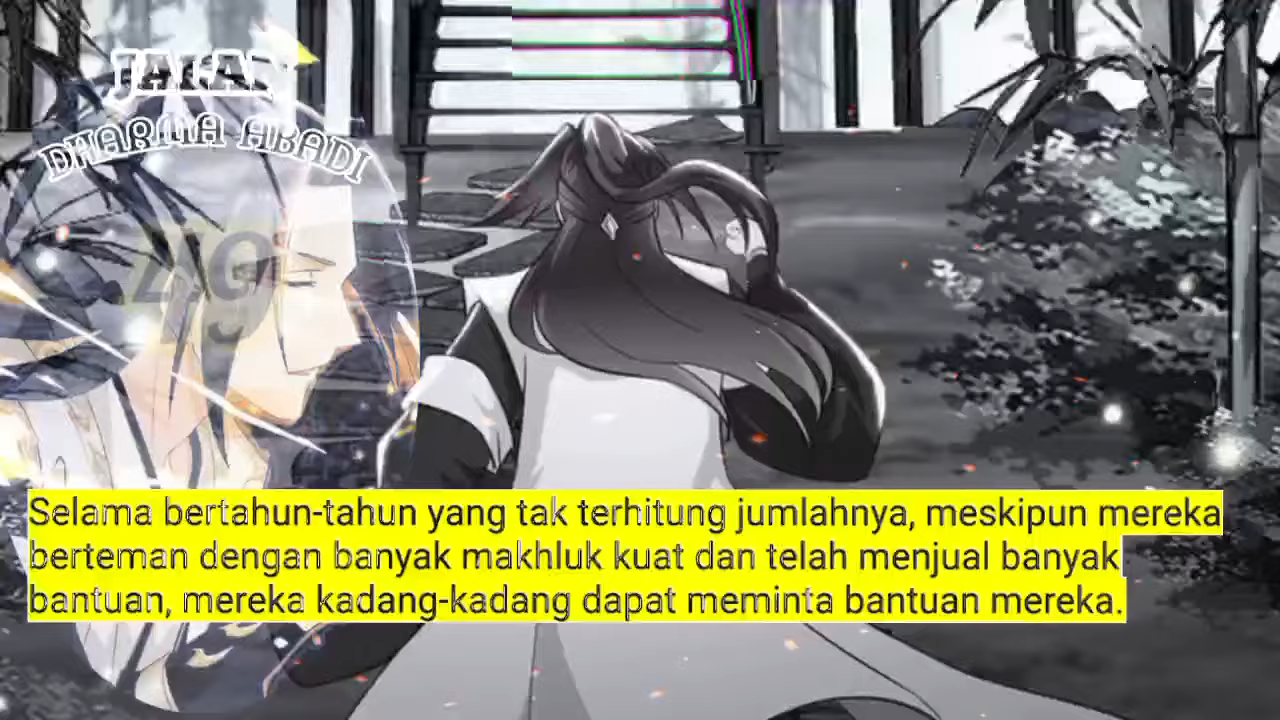 JALAN
DHARMA ABADI
49
Selama bertahun-tahun yang tak terhitung jumlahnya, meskipun mereka
berteman dengan banyak makhluk kuat dan telah menjual banyak
bantuan, mereka kadang-kadang dapat meminta bantuan mereka.